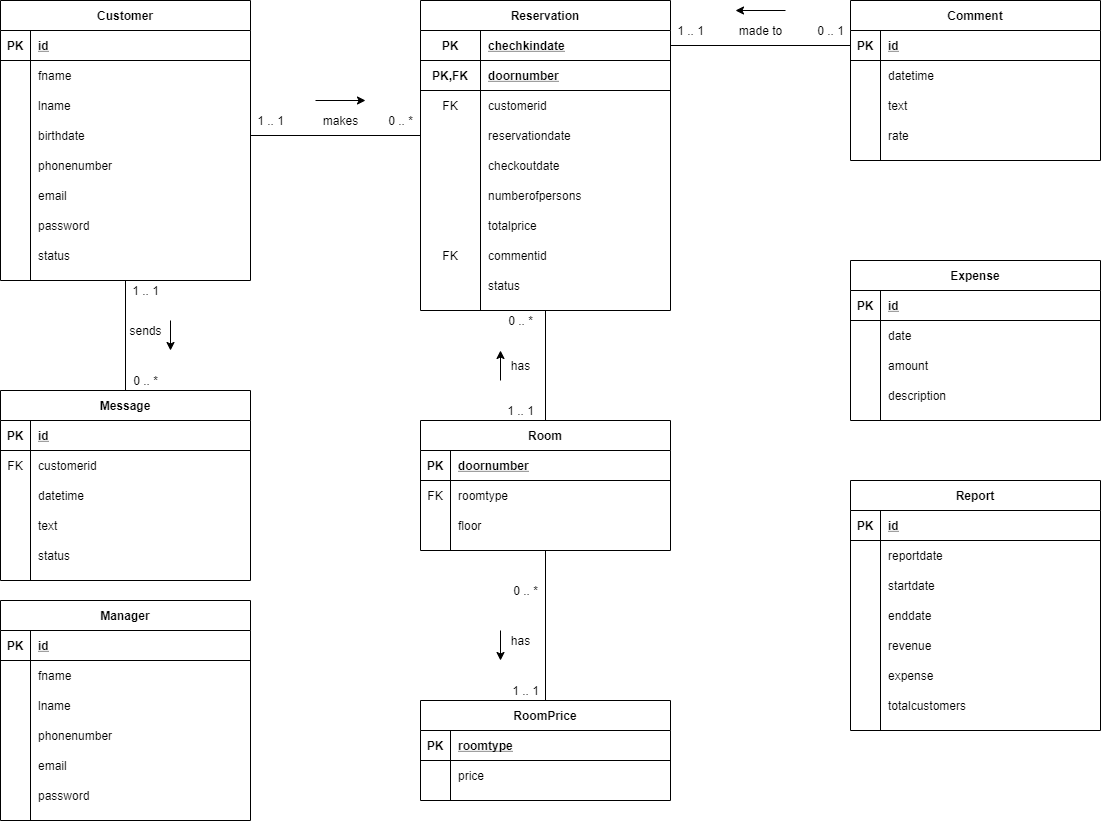 Customer
PK id
fname
lname
birthdate
phonenumber
email
password
status
1 .. 1 makes 0 .. *
Reservation
PK chechkindate
PK,FK doornumber
FK customerid
reservationdate
checkoutdate
numberofpersons
totalprice
FK commentid
status
1 .. 1 made to 0 .. 1
Comment
PK id
datetime
text
rate
1 .. 1
sends
0 .. *
Message
PK id
FK customerid
datetime
text
status
0 .. *
has
1 .. 1
Room
PK doornumber
FK roomtype
floor
0 .. *
has
1 .. 1
RoomPrice
PK roomtype
price
Expense
PK id
date
amount
description
Report
PK id
reportdate
startdate
enddate
revenue
expense
totalcustomers
Manager
PK id
fname
lname
phonenumber
email
password